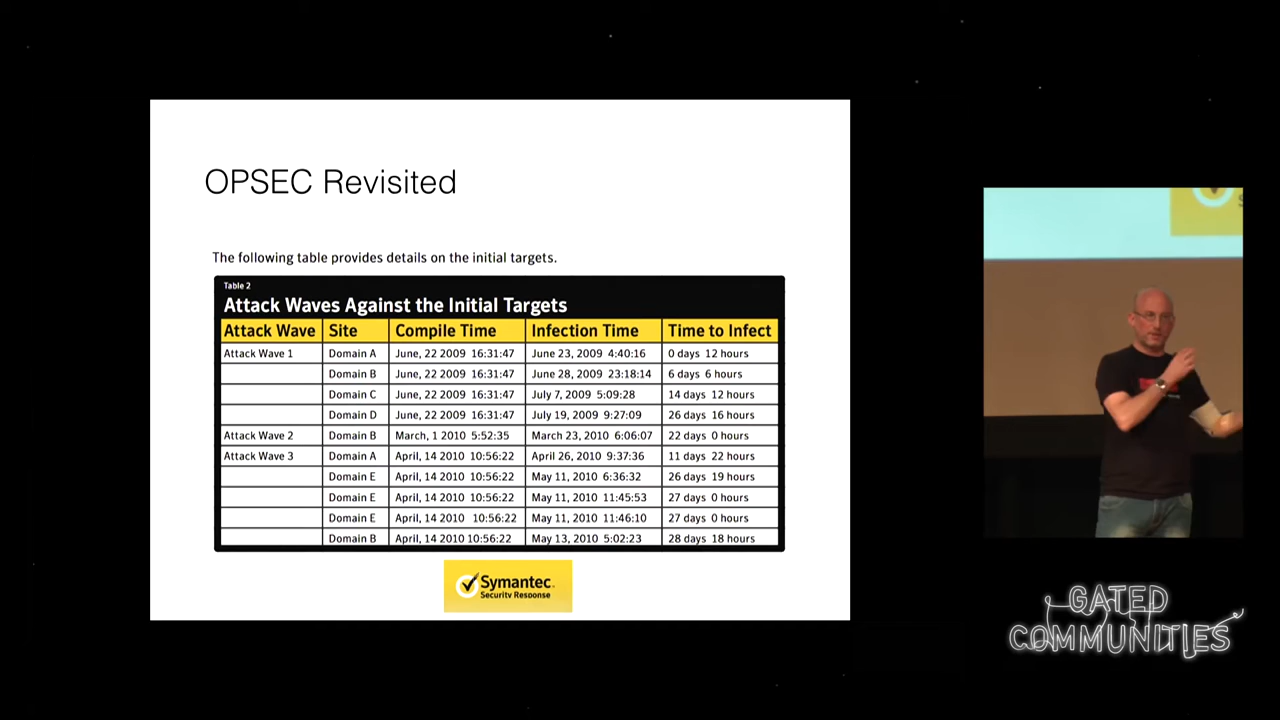 OPSEC Revisited
The following table provides details on the initial targets.
Table 2
Attack Waves Against the Initial Targets
Attack Wave Site Compile Time Infection Time Time to Infect
Attack Wave 1 Domain A June, 22 2009 16:31:47 June 23, 2009 4:40:16 0 days 12 hours
Domain B June, 22 2009 16:31:47 June 28, 2009 23:18:14 6 days 6 hours
Domain C June, 22 2009 16:31:47 July 7, 2009 5:09:28 14 days 12 hours
Domain D June, 22 2009 16:31:47 July 19, 2009 9:27:09 26 days 16 hours
Attack Wave 2 Domain B March, 1 2010 5:52:35 March 23, 2010 6:06:07 22 days 0 hours
Attack Wave 3 Domain A April, 14 2010 10:56:22 April 26, 2010 9:37:36 11 days 22 hours
Domain E April, 14 2010 10:56:22 May 11, 2010 6:36:32 26 days 19 hours
Domain E April, 14 2010 10:56:22 May 11, 2010 11:45:53 27 days 0 hours
Domain E April, 14 2010 10:56:22 May 11, 2010 11:46:10 27 days 0 hours
Domain B April, 14 2010 10:56:22 May 13, 2010 5:02:23 28 days 18 hours
Symantec.
Security Response
GATED
COMMUNITIES